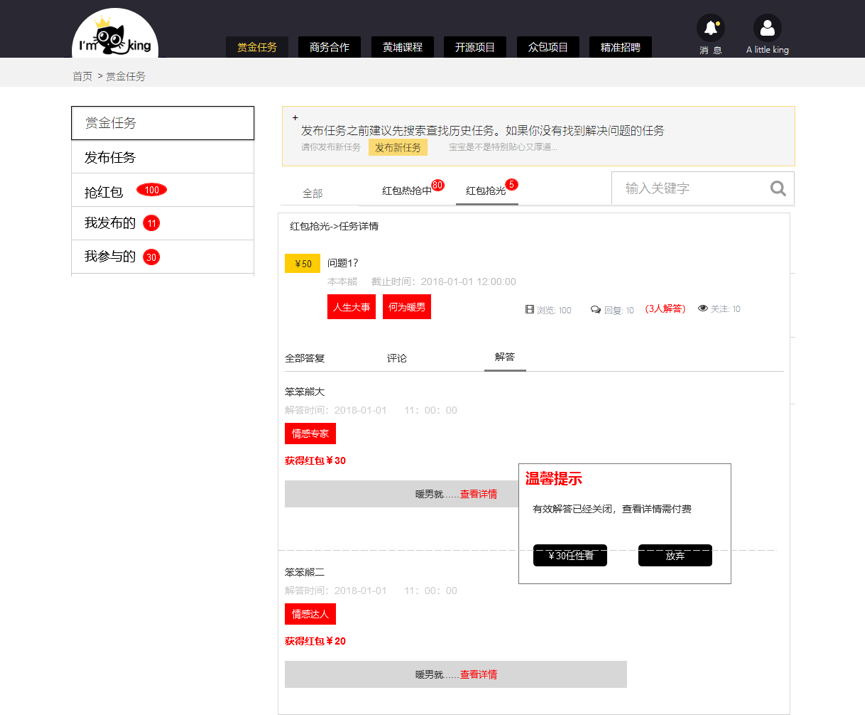 I'm king
赏金任务 商务合作 黄埔课程 开源项目 众包项目 精准招聘 消 息 A little king
首页 > 赏金任务
赏金任务
发布任务
抢红包 100
我发布的 11
我参与的 30
+
发布任务之前建议先搜索查找历史任务。如果你没有找到解决问题的任务
请你发布新任务 发布新任务 宝宝是不是特别贴心又厚道...
全部 红包热抢中 80 红包抢光 5 输入关键字
红包抢光->任务详情
￥50 问题1?
本本熊 截止时间：2018-01-01 12:00:00
人生大事 何为暖男 浏览: 100 回复: 10 (3人解答) 关注: 10
全部答复 评论 解答
笨笨熊大
解答时间：2018-01-01 11：00：00
情感专家
获得红包￥30
暖男就......查看详情
温馨提示
有效解答已经关闭，查看详情需付费
￥30任性看 放弃
笨笨熊二
解答时间：2018-01-01 11：00：00
情感达人
获得红包￥20
暖男就......查看详情